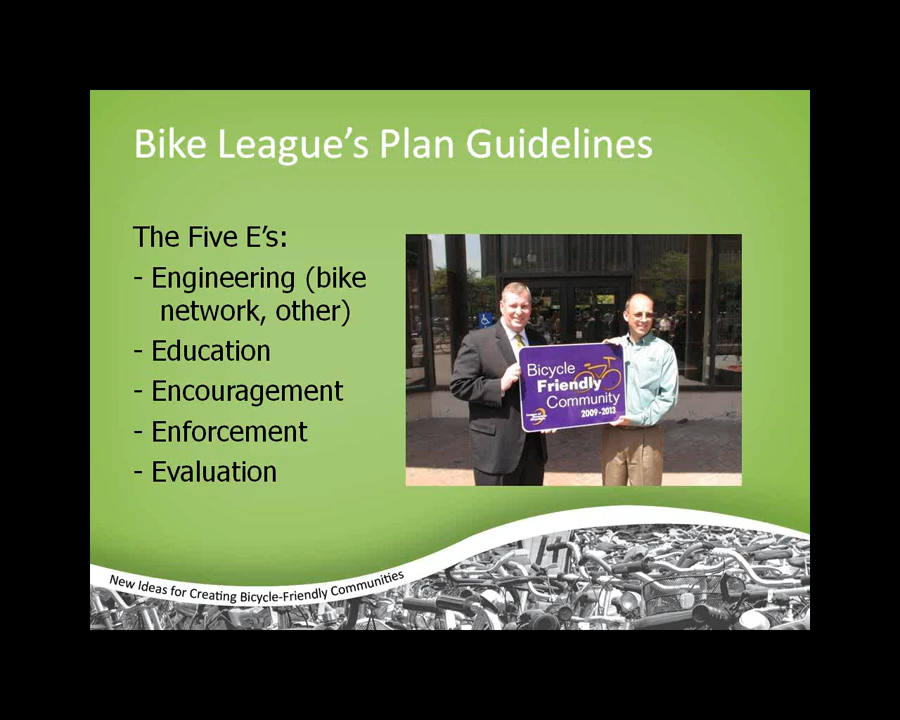 Bike League's Plan Guidelines
The Five E's:
- Engineering (bike
network, other)
- Education
- Encouragement
- Enforcement
- Evaluation
Bicycle
Friendly
Community
2009-2013
New Ideas for Creating Bicycle-Friendly Communities